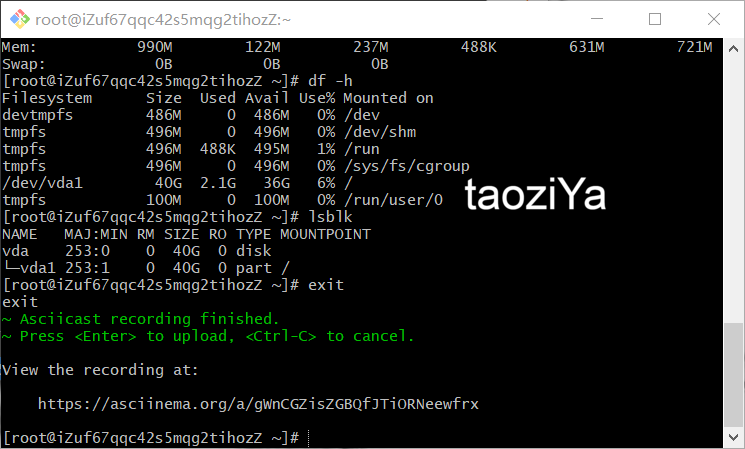 root@iZuf67qqc42s5mqg2tihozZ:~
Mem: 990M 122M 237M 488K 631M 721M
Swap: 0B 0B 0B
[root@iZuf67qqc42s5mqg2tihozZ ~]# df -h
Filesystem Size Used Avail Use% Mounted on
devtmpfs 486M 0 486M 0% /dev
tmpfs 496M 0 496M 0% /dev/shm
tmpfs 496M 488K 495M 1% /run
tmpfs 496M 0 496M 0% /sys/fs/cgroup
/dev/vda1 40G 2.1G 36G 6% /
tmpfs 100M 0 100M 0% /run/user/0
taoziYa
[root@iZuf67qqc42s5mqg2tihozZ ~]# lsblk
NAME MAJ:MIN RM SIZE RO TYPE MOUNTPOINT
vda 253:0 0 40G 0 disk
└─vda1 253:1 0 40G 0 part /
[root@iZuf67qqc42s5mqg2tihozZ ~]# exit
exit
~ Asciicast recording finished.
~ Press <Enter> to upload, <Ctrl-C> to cancel.
View the recording at:
https://asciinema.org/a/gWnCGZisZGBQfJTiORNeewfrx
[root@iZuf67qqc42s5mqg2tihozZ ~]#